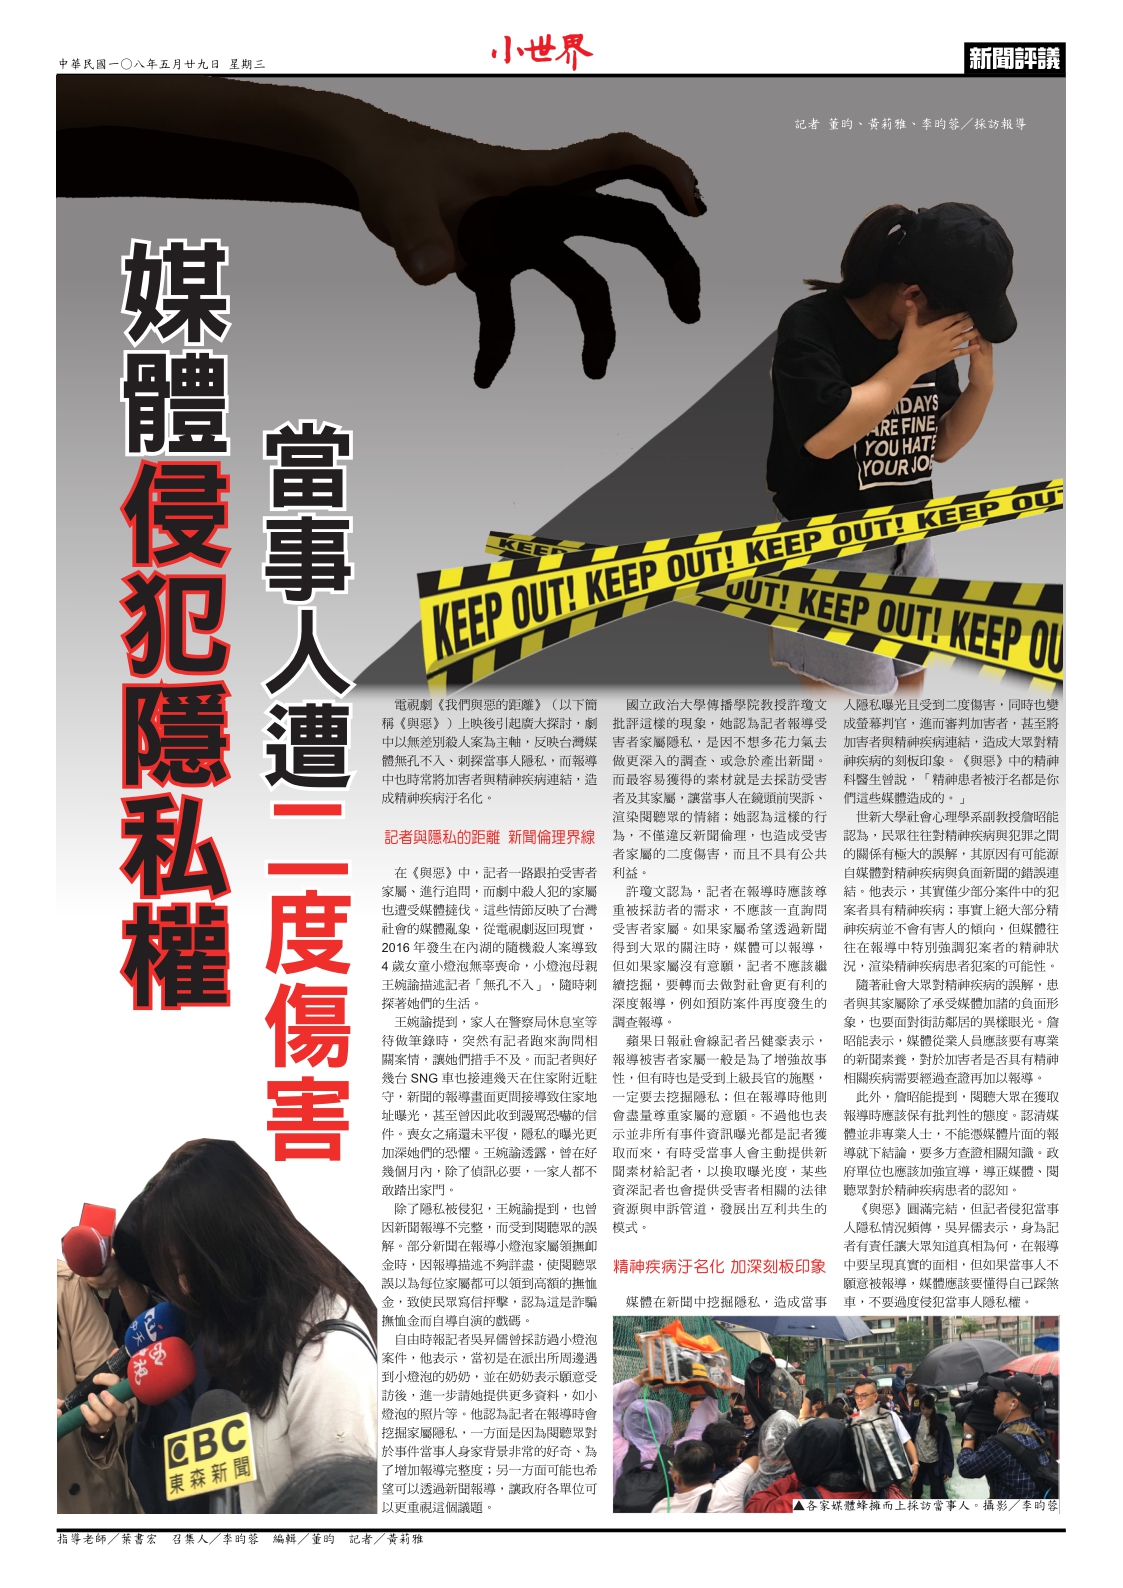 中華民國一〇八年五月廿九日 星期三
小世界
新聞評議
記者 董昀、黃莉雅、李昀蓉／採訪報導
媒體侵犯隱私權
當事人遭二度傷害
NDAYS
ARE FINE,
YOU HATE
YOUR JOB
KEEP
KEEP OUT! KEEP OUT! KEEP OUT! KEEP OU
OUT! KEEP OUT! KEEP OU
電視劇《我們與惡的距離》（以下簡
稱《與惡》）上映後引起廣大探討，劇
中以無差別殺人案為主軸，反映台灣媒
體無孔不入、刺探當事人隱私，而報導
中也時常將加害者與精神疾病連結，造
成精神疾病汙名化。
記者與隱私的距離 新聞倫理界線
在《與惡》中，記者一路跟拍受害者
家屬、進行追問，而劇中殺人犯的家屬
也遭受媒體撻伐。這些情節反映了台灣
社會的媒體亂象，從電視劇返回現實，
2016 年發生在內湖的隨機殺人案導致
4 歲女童小燈泡無辜喪命，小燈泡母親
王婉諭描述記者「無孔不入」，隨時刺
探著她們的生活。
王婉諭提到，家人在警察局休息室等
待做筆錄時，突然有記者跑來詢問相
關案情，讓她們措手不及。而記者與好
幾台 SNG 車也接連幾天在住家附近駐
守，新聞的報導畫面更間接導致住家地
址曝光，甚至曾因此收到謾罵恐嚇的信
件。喪女之痛還未平復，隱私的曝光更
加深她們的恐懼。王婉諭透露，曾在好
幾個月內，除了偵訊必要，一家人都不
敢踏出家門。
除了隱私被侵犯，王婉諭提到，也曾
因新聞報導不完整，而受到閱聽眾的誤
解。部分新聞在報導小燈泡家屬領撫卹
金時，因報導描述不夠詳盡，使閱聽眾
誤以為每位家屬都可以領到高額的撫恤
金，致使民眾寫信抨擊，認為這是詐騙
撫恤金而自導自演的戲碼。
自由時報記者吳昇儒曾採訪過小燈泡
案件，他表示，當初是在派出所周邊遇
到小燈泡的奶奶，並在奶奶表示願意受
訪後，進一步請她提供更多資料，如小
燈泡的照片等。他認為記者在報導時會
挖掘家屬隱私，一方面是因為閱聽眾對
於事件當事人身家背景非常的好奇、為
了增加報導完整度；另一方面可能也希
望可以透過新聞報導，讓政府各單位可
以更重視這個議題。
國立政治大學傳播學院教授許瓊文
批評這樣的現象，她認為記者報導受
害者家屬隱私，是因不想多花力氣去
做更深入的調查、或急於產出新聞。
而最容易獲得的素材就是去採訪受害
者及其家屬，讓當事人在鏡頭前哭訴、
渲染閱聽眾的情緒；她認為這樣的行
為，不僅違反新聞倫理，也造成受害
者家屬的二度傷害，而且不具有公共
利益。
許瓊文認為，記者在報導時應該尊
重被採訪者的需求，不應該一直詢問
受害者家屬。如果家屬希望透過新聞
得到大眾的關注時，媒體可以報導，
但如果家屬沒有意願，記者不應該繼
續挖掘，要轉而去做對社會更有利的
深度報導，例如預防案件再度發生的
調查報導。
蘋果日報社會線記者呂健豪表示，
報導被害者家屬一般是為了增強故事
性，但有時也是受到上級長官的施壓，
一定要去挖掘隱私；但在報導時他則
會盡量尊重家屬的意願。不過他也表
示並非所有事件資訊曝光都是記者獲
取而來，有時受當事人會主動提供新
聞素材給記者，以換取曝光度，某些
資深記者也會提供受害者相關的法律
資源與申訴管道，發展出互利共生的
模式。
精神疾病汙名化 加深刻板印象
媒體在新聞中挖掘隱私，造成當事
人隱私曝光且受到二度傷害，同時也變
成螢幕判官，進而審判加害者，甚至將
加害者與精神疾病連結，造成大眾對精
神疾病的刻板印象。《與惡》中的精神
科醫生曾說，「精神患者被汙名都是你
們這些媒體造成的。」
世新大學社會心理學系副教授詹昭能
認為，民眾往往對精神疾病與犯罪之間
的關係有極大的誤解，其原因有可能源
自媒體對精神疾病與負面新聞的錯誤連
結。他表示，其實僅少部分案件中的犯
案者具有精神疾病；事實上絕大部分精
神疾病並不會有害人的傾向，但媒體往
往在報導中特別強調犯案者的精神狀
況，渲染精神疾病患者犯案的可能性。
隨著社會大眾對精神疾病的誤解，患
者與其家屬除了承受媒體加諸的負面形
象，也要面對街訪鄰居的異樣眼光。詹
昭能表示，媒體從業人員應該要有專業
的新聞素養，對於加害者是否具有精神
相關疾病需要經過查證再加以報導。
此外，詹昭能提到，閱聽大眾在獲取
報導時應該保有批判性的態度。認清媒
體並非專業人士，不能憑媒體片面的報
導就下結論，要多方查證相關知識。政
府單位也應該加強宣導，導正媒體、閱
聽眾對於精神疾病患者的認知。
《與惡》圓滿完結，但記者侵犯當事
人隱私情況頻傳，吳昇儒表示，身為記
者有責任讓大眾知道真相為何，在報導
中要呈現真實的面相，但如果當事人不
願意被報導，媒體應該要懂得自己踩煞
車，不要過度侵犯當事人隱私權。
CBC
東森新聞
▲各家媒體蜂擁而上採訪當事人。攝影／李昀蓉
指導老師／葉書宏 召集人／李昀蓉 編輯／董昀 記者／黃莉雅